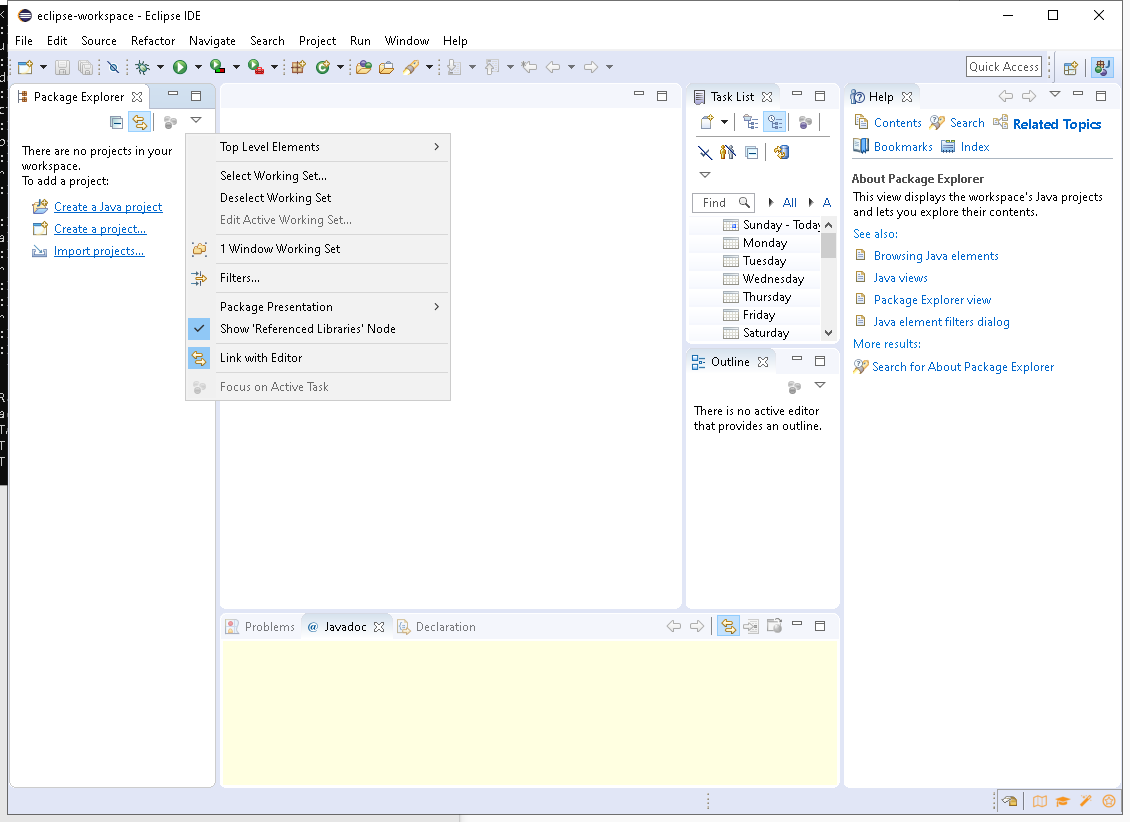 eclipse-workspace - Eclipse IDE
File Edit Source Refactor Navigate Search Project Run Window Help
Quick Access
Package Explorer
There are no projects in your
workspace.
To add a project:
Create a Java project
Create a project...
Import projects...
Top Level Elements
Select Working Set...
Deselect Working Set
Edit Active Working Set...
1 Window Working Set
Filters...
Package Presentation
Show 'Referenced Libraries' Node
Link with Editor
Focus on Active Task
Task List
Find All A
Sunday - Today
Monday
Tuesday
Wednesday
Thursday
Friday
Saturday
Outline
There is no active editor
that provides an outline.
Help
Contents Search Related Topics
Bookmarks Index
About Package Explorer
This view displays the workspace's Java projects
and lets you explore their contents.
See also:
Browsing Java elements
Java views
Package Explorer view
Java element filters dialog
More results:
Search for About Package Explorer
Problems @ Javadoc Declaration